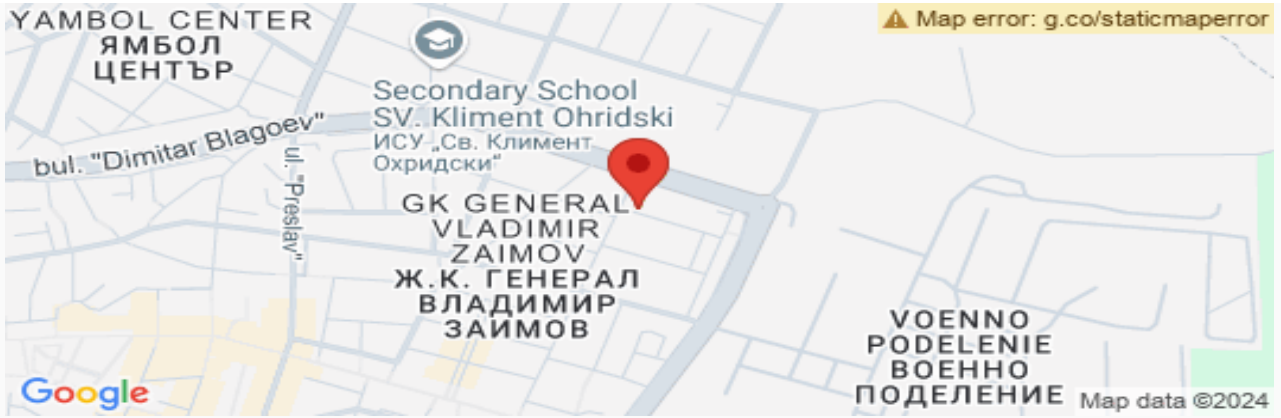 YAMBOL CENTER
ЯМБОЛ
ЦЕНТЪР
Map error: g.co/staticmaperror
Secondary School
SV. Kliment Ohridski
ИСУ „Св. Климент
Охридски“
bul. "Dimitar Blagoev"
ul. "Preslav"
GK GENERAL
VLADIMIR
ZAIMOV
Ж.К. ГЕНЕРАЛ
ВЛАДИМИР
ЗАИМОВ
VOENNO
PODELENIE
ВОЕННО
ПОДЕЛЕНИЕ
Google
Map data ©2024